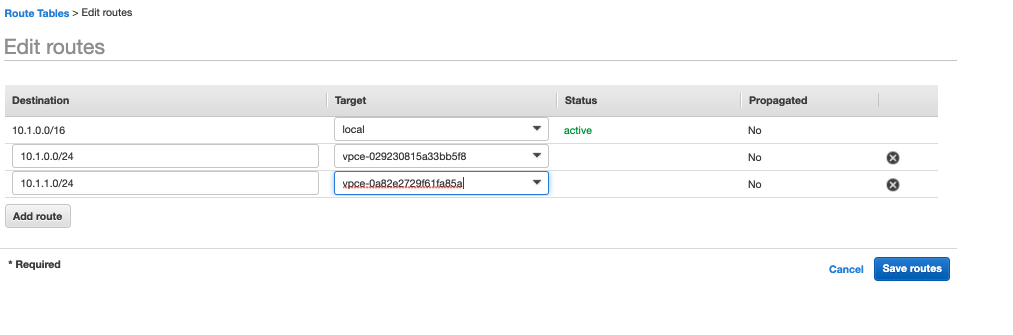 Route Tables > Edit routes
Edit routes
Destination Target Status Propagated
10.1.0.0/16 local active No
10.1.0.0/24 vpce-029230815a33bb5f8 No
10.1.1.0/24 vpce-0a82e2729f61fa85a No
Add route
* Required
Cancel Save routes